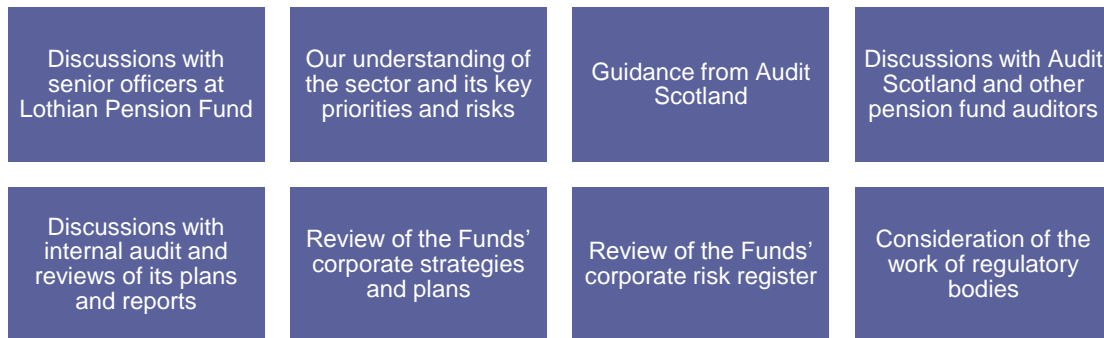 Discussions with
senior officers at
Lothian Pension Fund
Our understanding of
the sector and its key
priorities and risks
Guidance from Audit
Scotland
Discussions with Audit
Scotland and other
pension fund auditors
Discussions with
internal audit and
reviews of its plans
and reports
Review of the Funds’
corporate strategies
and plans
Review of the Funds’
corporate risk register
Consideration of the
work of regulatory
bodies